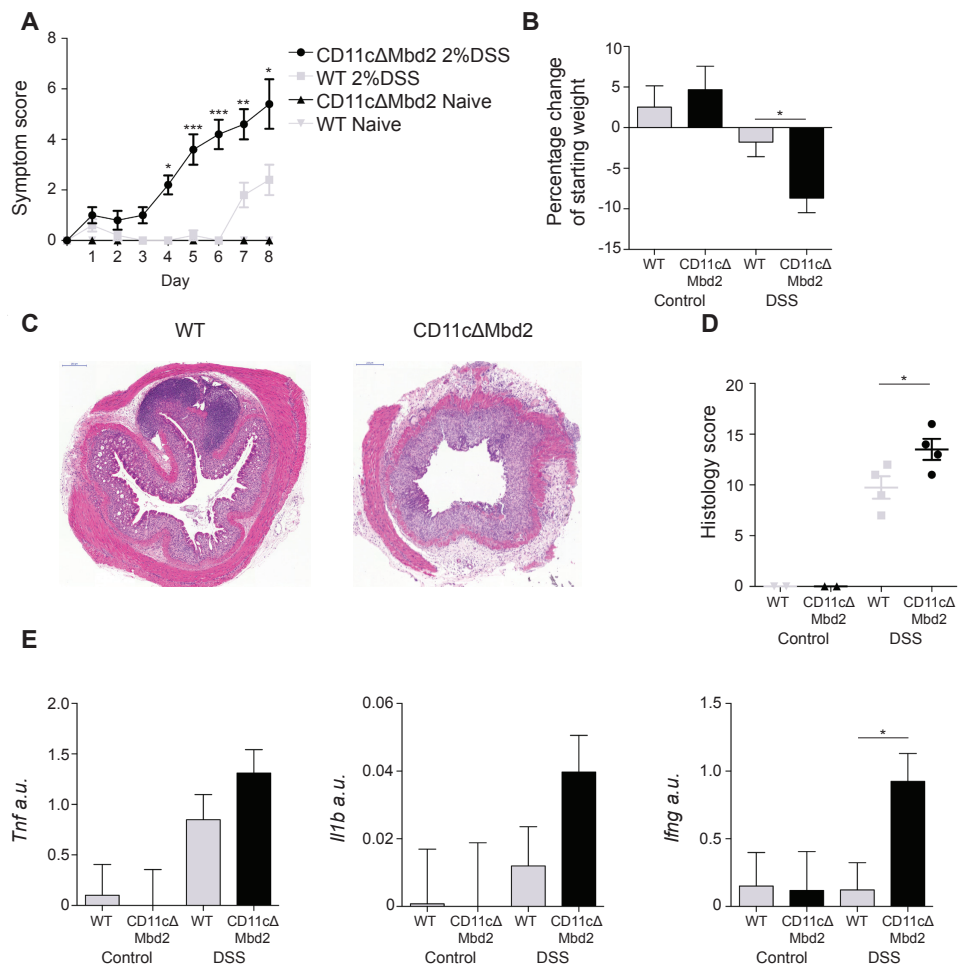 A
Symptom score
8
6
4
2
0
* *** *** ** *
1 2 3 4 5 6 7 8
Day
CD11cΔMbd2 2%DSS
WT 2%DSS
CD11cΔMbd2 Naive
WT Naive
B
Percentage change
of starting weight
10
5
0
-5
-10
-15
*
WT CD11cΔ WT CD11cΔ
Mbd2 Mbd2
Control DSS
C
WT CD11cΔMbd2
D
Histology score
20
15
10
5
0
*
WT CD11cΔ WT CD11cΔ
Mbd2 Mbd2
Control DSS
E
Tnf a.u.
2.0
1.5
1.0
0.5
0
WT CD11cΔ WT CD11cΔ
Mbd2 Mbd2
Control DSS
Il1b a.u.
0.06
0.04
0.02
0
WT CD11cΔ WT CD11cΔ
Mbd2 Mbd2
Control DSS
Ifng a.u.
1.5
1.0
0.5
0
*
WT CD11cΔ WT CD11cΔ
Mbd2 Mbd2
Control DSS